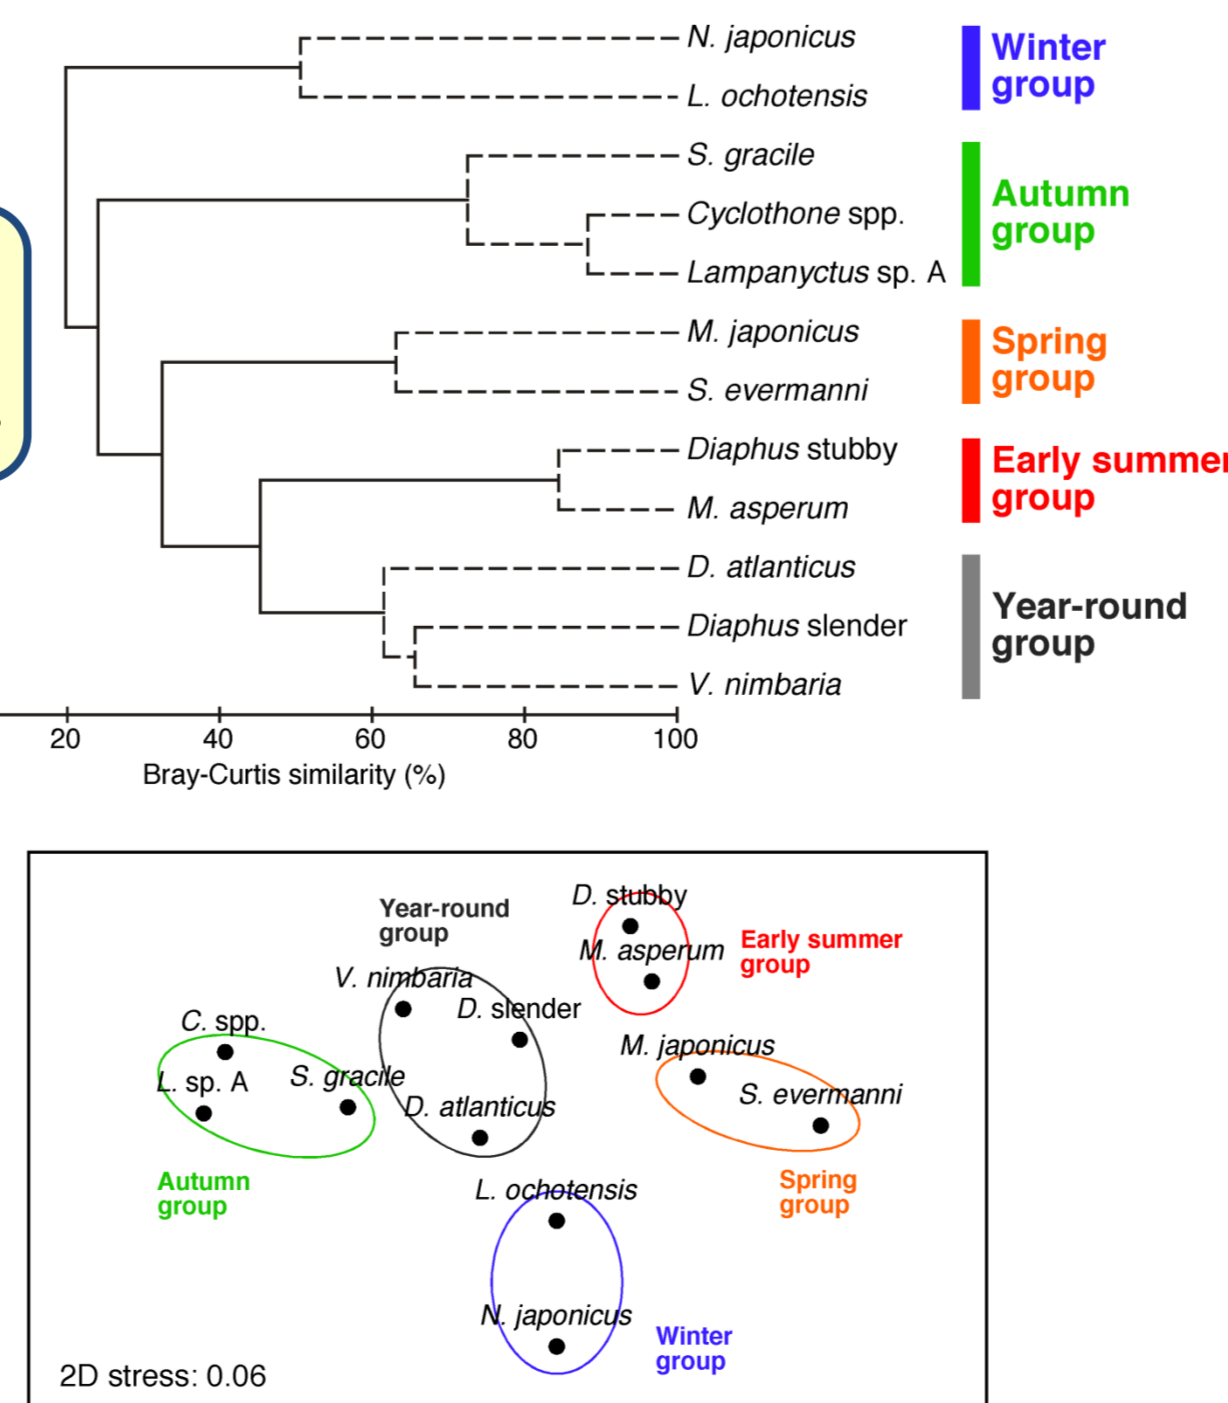 N. japonicus
L. ochotensis
Winter
group
S. gracile
Cyclothone spp.
Lampanyctus sp. A
Autumn
group
M. japonicus
S. evermanni
Spring
group
Diaphus stubby
M. asperum
Early summer
group
D. atlanticus
Diaphus slender
V. nimbaria
Year-round
group
20 40 60 80 100
Bray-Curtis similarity (%)
D. stubby
Year-round
group
M. asperum
Early summer
group
V. nimbaria
D. slender
C. spp.
M. japonicus
L. sp. A
S. gracile
S. evermanni
D. atlanticus
Autumn
group
L. ochotensis
Spring
group
N. japonicus
Winter
group
2D stress: 0.06